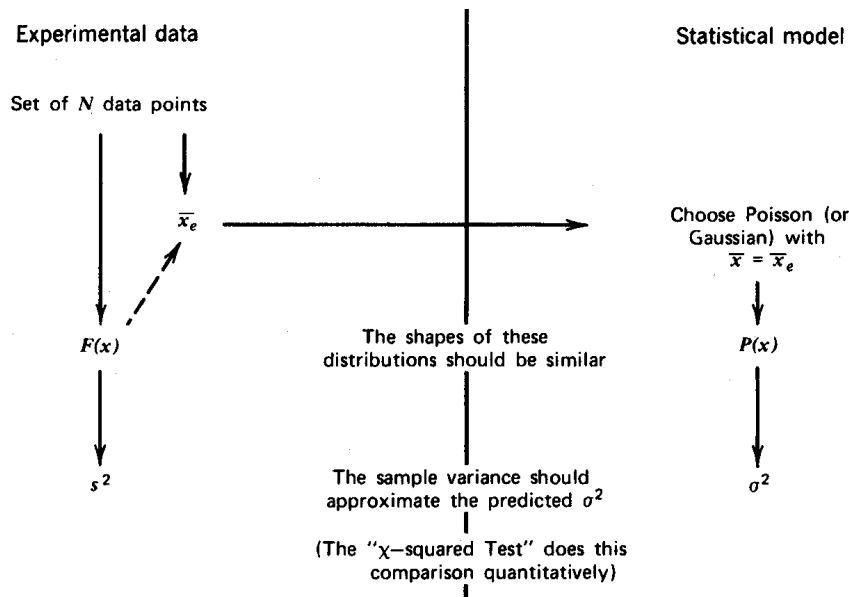 Experimental data
Statistical model
Set of N data points
x̄ₑ
Choose Poisson (or
Gaussian) with
x̄ = x̄ₑ
F(x)
The shapes of these
distributions should be similar
P(x)
s²
The sample variance should
approximate the predicted σ²
σ²
(The "χ–squared Test" does this
comparison quantitatively)